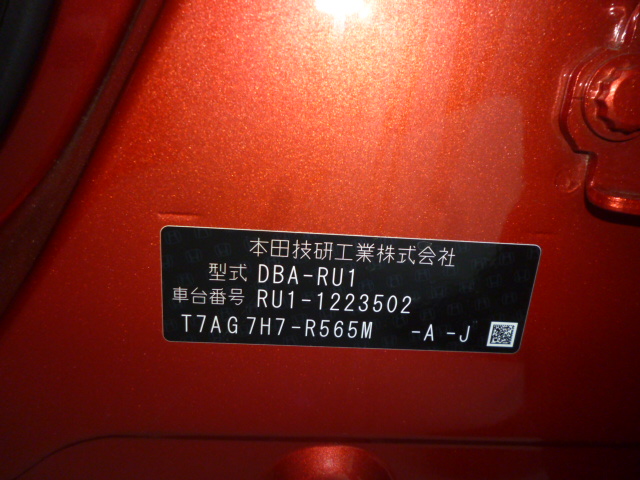 本田技研工業株式会社
型式 DBA-RU1
車台番号 RU1-1223502
T7AG7H7-R565M -A -J